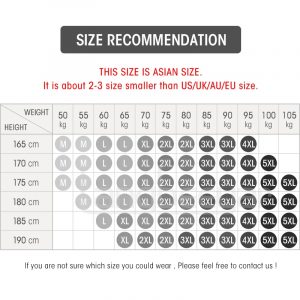 SIZE RECOMMENDATION
THIS SIZE IS ASIAN SIZE.
It is about 2-3 size smaller than US/UK/AU/EU size.
WEIGHT 50 55 60 65 70 75 80 85 90 95 100 105
HEIGHT kg kg kg kg kg kg kg kg kg kg kg kg
165 cm M M L L XL 2XL 2XL 3XL 3XL 4XL
170 cm M M L L XL 2XL 2XL 3XL 3XL 4XL 5XL
175 cm M M L L XL 2XL 2XL 3XL 3XL 4XL 5XL 5XL
180 cm M L L XL 2XL 2XL 3XL 3XL 4XL 5XL 5XL
185 cm L XL XL 2XL 2XL 3XL 3XL 4XL 5XL 5XL
190 cm XL 2XL 2XL 2XL 3XL 3XL 4XL 5XL 5XL
If you are not sure which size you could wear , Please feel free to contact us !